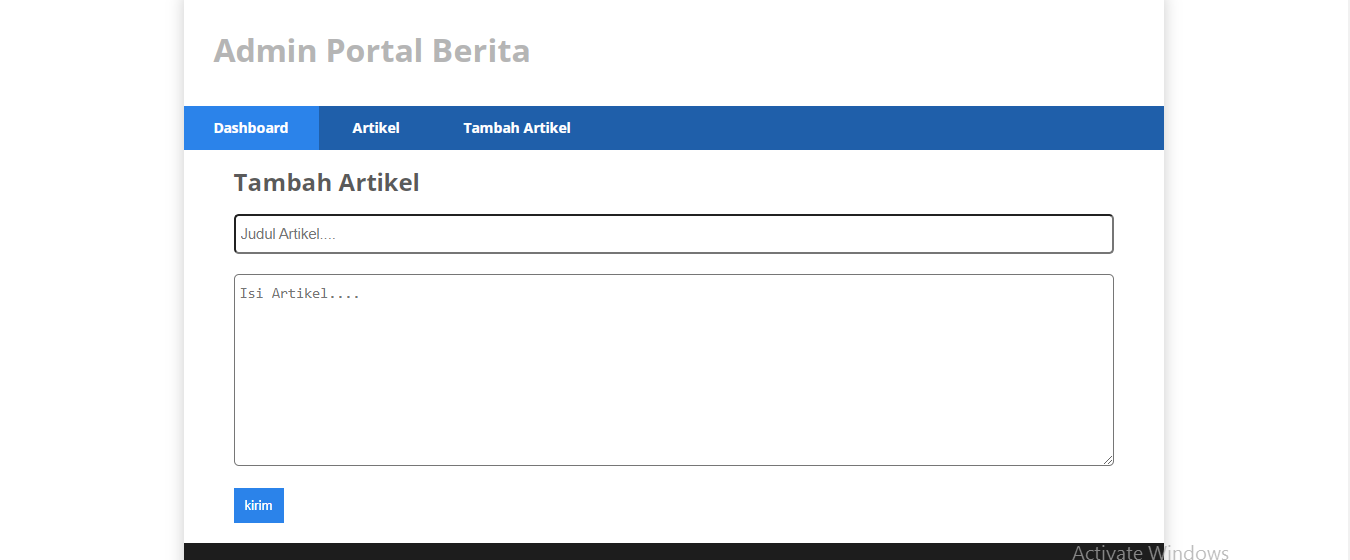 Admin Portal Berita
Dashboard Artikel Tambah Artikel
Tambah Artikel
Judul Artikel....
Isi Artikel....
kirim
Activate Windows